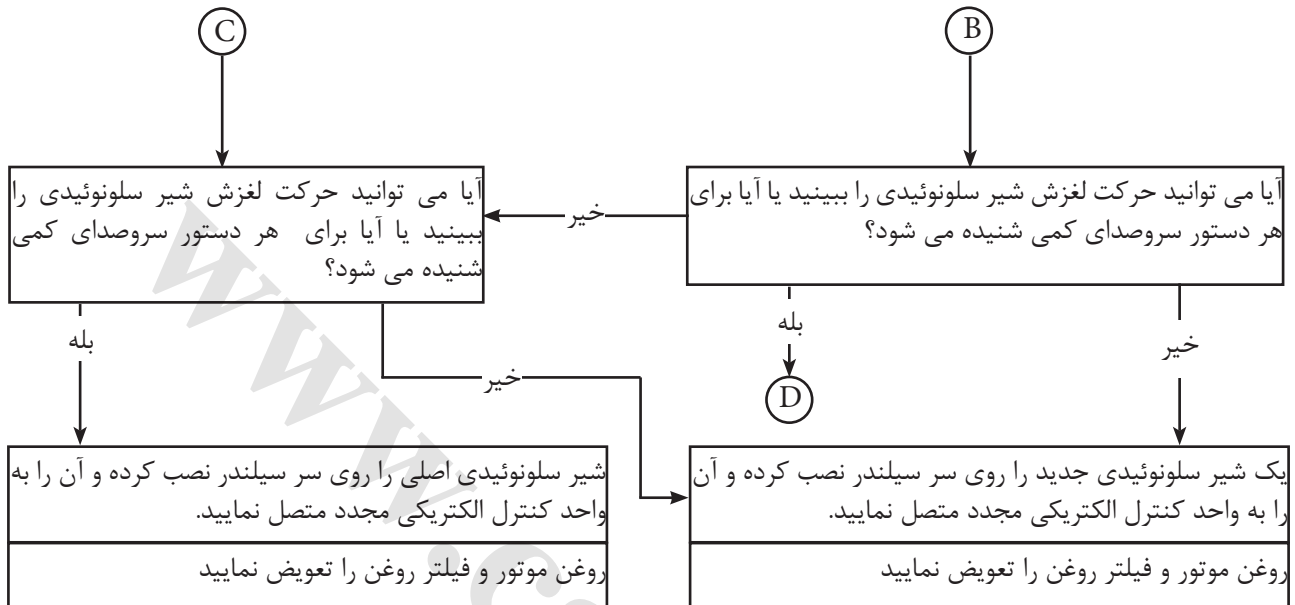 B
C
آیا می توانید حرکت لغزش شیر سلونوئیدی را ببینید یا آیا برای
هر دستور سروصدای کمی شنیده می شود؟
خیر
آیا می توانید حرکت لغزش شیر سلونوئیدی را
ببینید یا آیا برای هر دستور سروصدای کمی
شنیده می شود؟
خیر
بله
D
بله
خیر
یک شیر سلونوئیدی جدید را روی سر سیلندر نصب کرده و آن
را به واحد کنترل الکتریکی مجدد متصل نمایید.
روغن موتور و فیلتر روغن را تعویض نمایید
شیر سلونوئیدی اصلی را روی سر سیلندر نصب کرده و آن را به
واحد کنترل الکتریکی مجدد متصل نمایید.
روغن موتور و فیلتر روغن را تعویض نمایید
www.c